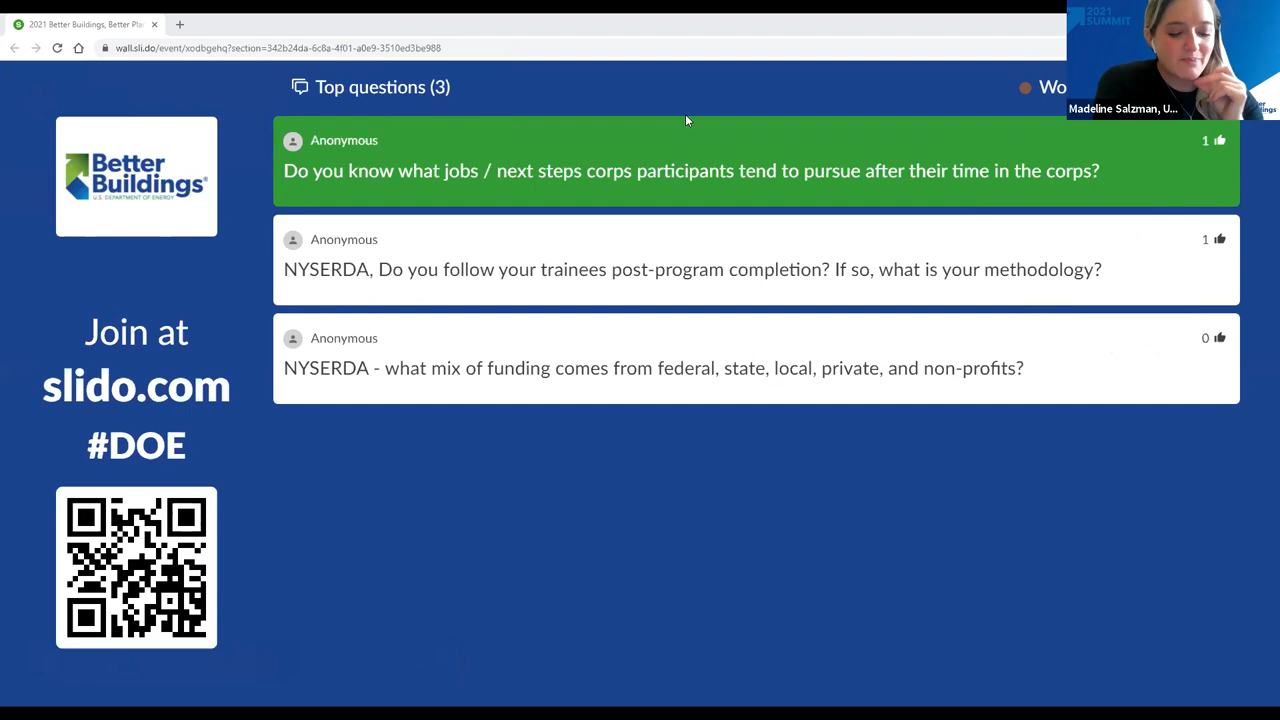 2021 Better Buildings, Better Pla
wall.sli.do/event/xodbgehq?section=342b24da-6c8a-4f01-a0e9-3510ed3be988
2021
SUMMIT
Madeline Salzman, U...
Top questions (3)
Wo
Better
Buildings®
U.S. DEPARTMENT OF ENERGY
Join at
slido.com
#DOE
Anonymous
1
Do you know what jobs / next steps corps participants tend to pursue after their time in the corps?
Anonymous
1
NYSERDA, Do you follow your trainees post-program completion? If so, what is your methodology?
Anonymous
0
NYSERDA - what mix of funding comes from federal, state, local, private, and non-profits?